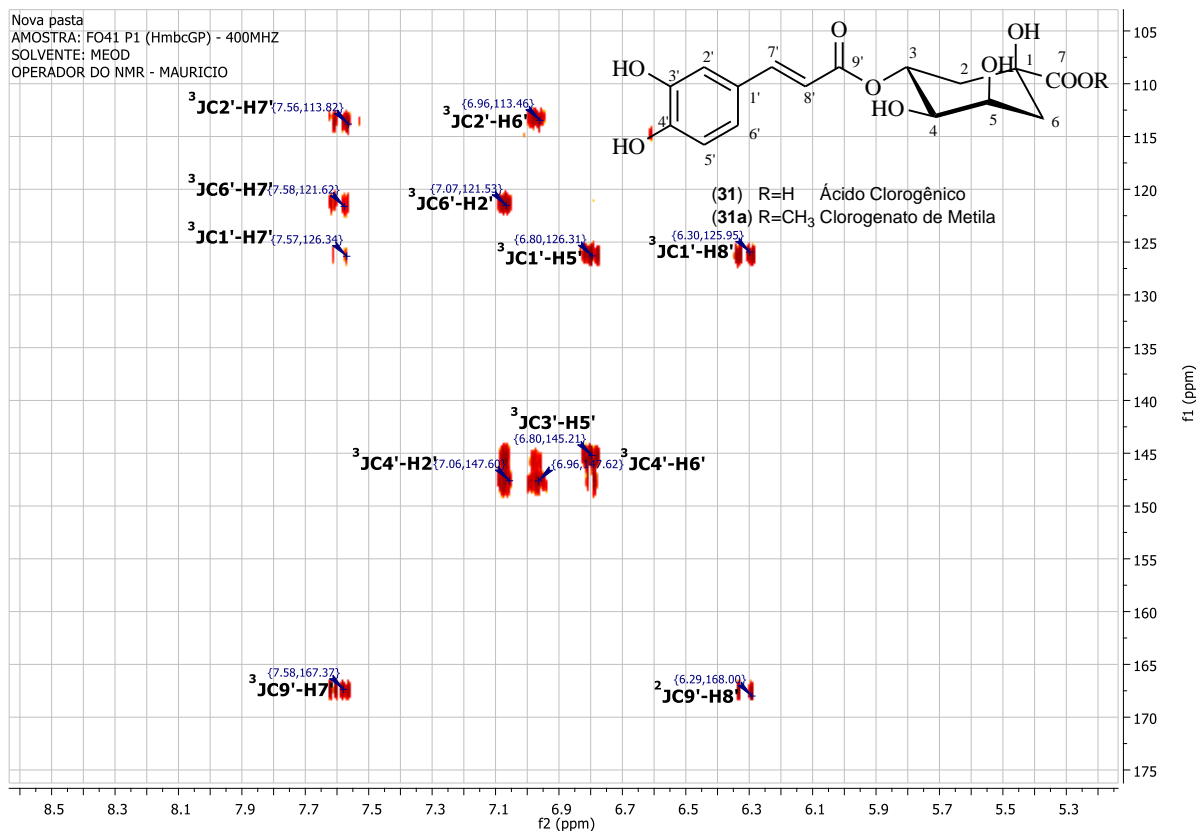 Nova pasta
AMOSTRA: FO41 P1 (HmbcGP) - 400MHZ
SOLVENTE: MEOD
OPERADOR DO NMR - MAURICIO
O
OH
HO
2'
7'
9'
3
OH
1
7
2
COOR
3'
1'
8'
O
HO
4
5
6
4'
6'
HO
5'
(31) R=H Ácido Clorogênico
(31a) R=CH3 Clorogenato de Metila
3JC2'-H7' {7.56,113.82}
3JC2'-H6' {6.96,113.46}
3JC6'-H7' {7.58,121.62}
3JC6'-H2' {7.07,121.53}
3JC1'-H7' {7.57,126.34}
3JC1'-H5' {6.80,126.31}
3JC1'-H8' {6.30,125.95}
3JC3'-H5'
{6.80,145.21}
3JC4'-H2' {7.06,147.60}
{6.96,147.62} 3JC4'-H6'
{7.58,167.37}
3JC9'-H7'
{6.29,168.00}
2JC9'-H8'
105
110
115
120
125
130
135
140
145
150
155
160
165
170
175
f1 (ppm)
8.5 8.3 8.1 7.9 7.7 7.5 7.3 7.1 6.9 6.7 6.5 6.3 6.1 5.9 5.7 5.5 5.3
f2 (ppm)